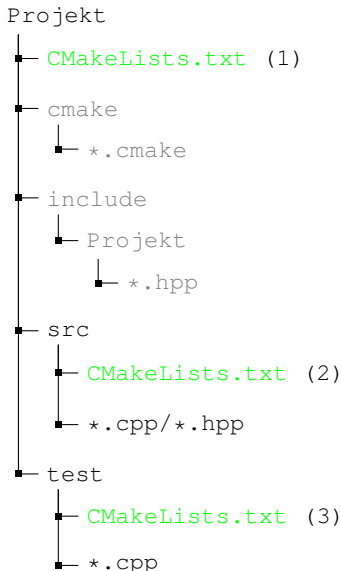 Projekt
CMakeLists.txt (1)
cmake
*.cmake
include
Projekt
*.hpp
src
CMakeLists.txt (2)
*.cpp/*.hpp
test
CMakeLists.txt (3)
*.cpp